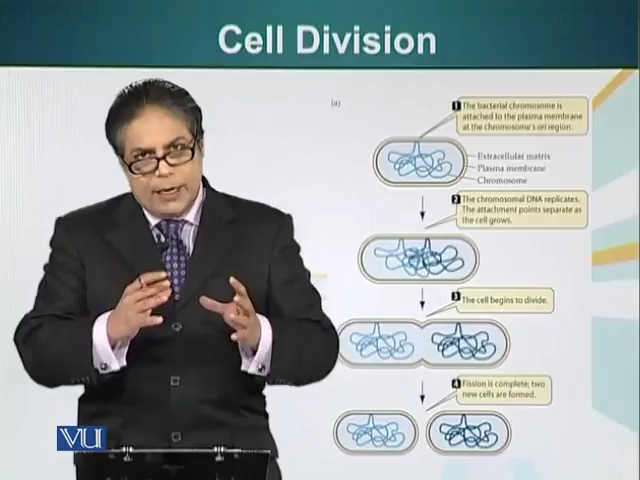 Cell Division
(a)
1 The bacterial chromosome is
attached to the plasma membrane
at the chromosome's ori region.
Extracellular matrix
Plasma membrane
Chromosome
2 The chromosomal DNA replicates.
The attachment points separate as
the cell grows.
3 The cell begins to divide.
4 Fission is complete; two
new cells are formed.
VU